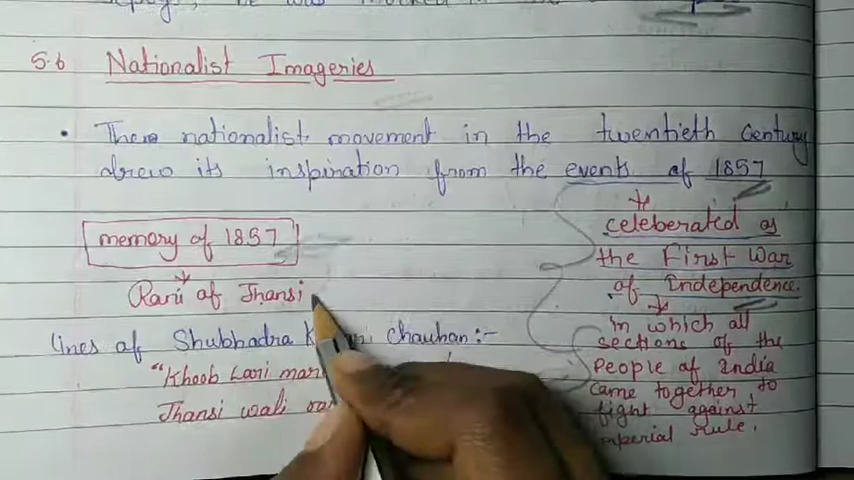 5.6 Nationalist Imageries
• The nationalist movement in the twentieth century
drew its inspiration from the events of 1857
celeberated as
the First War
of Independence.
in which all
sections of the
People of India
came together to
fight against
imperial rule.
memory of 1857
Rani of Jhansi
lines of Shubhadra Chauhan :-
"Khoob Lari
Jhansi wali